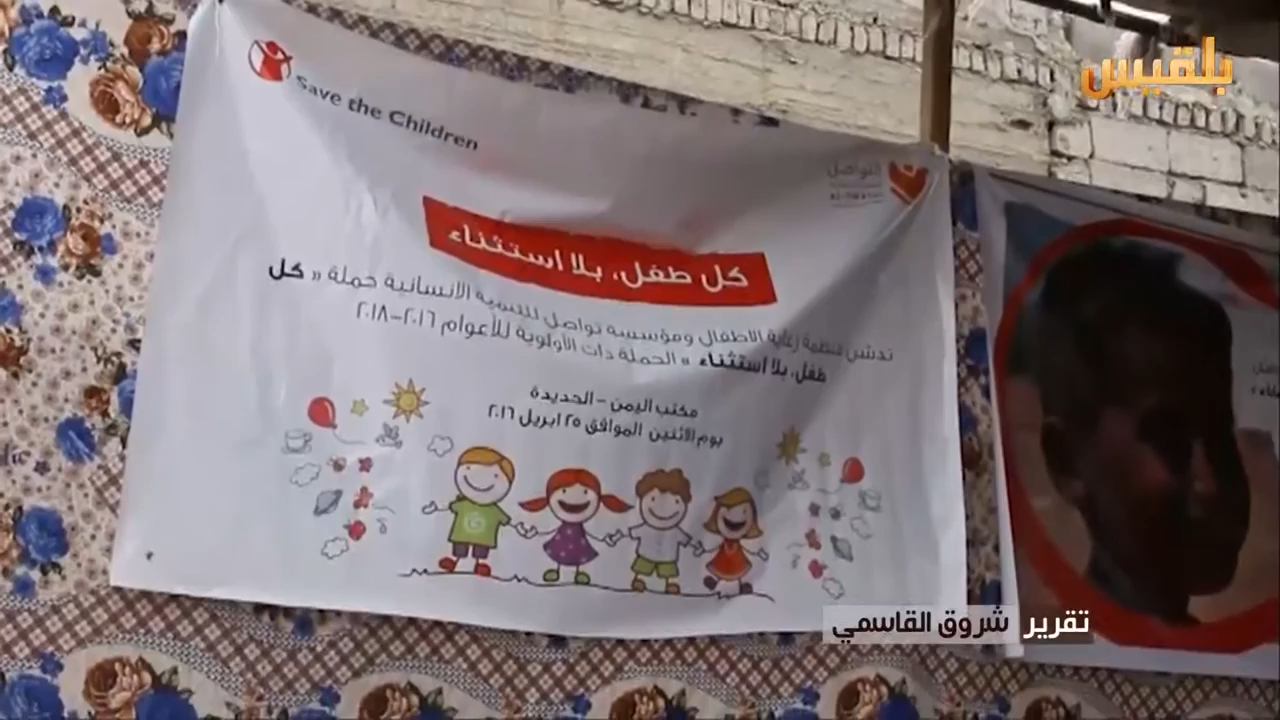 بلقيس
Save the Children
التواصل
كل طفل، بلا استثناء
تدشن منظمة رعاية الاطفال ومؤسسة تواصل للتنمية الانسانية حملة « كل
طفل، بلا استثناء » الحملة ذات الأولوية للأعوام ٢٠١٦-٢٠١٨
مكتب اليمن - الحديدة
يوم الاثنين الموافق ٢٥ ابريل ٢٠١٦
تقرير شروق القاسمي